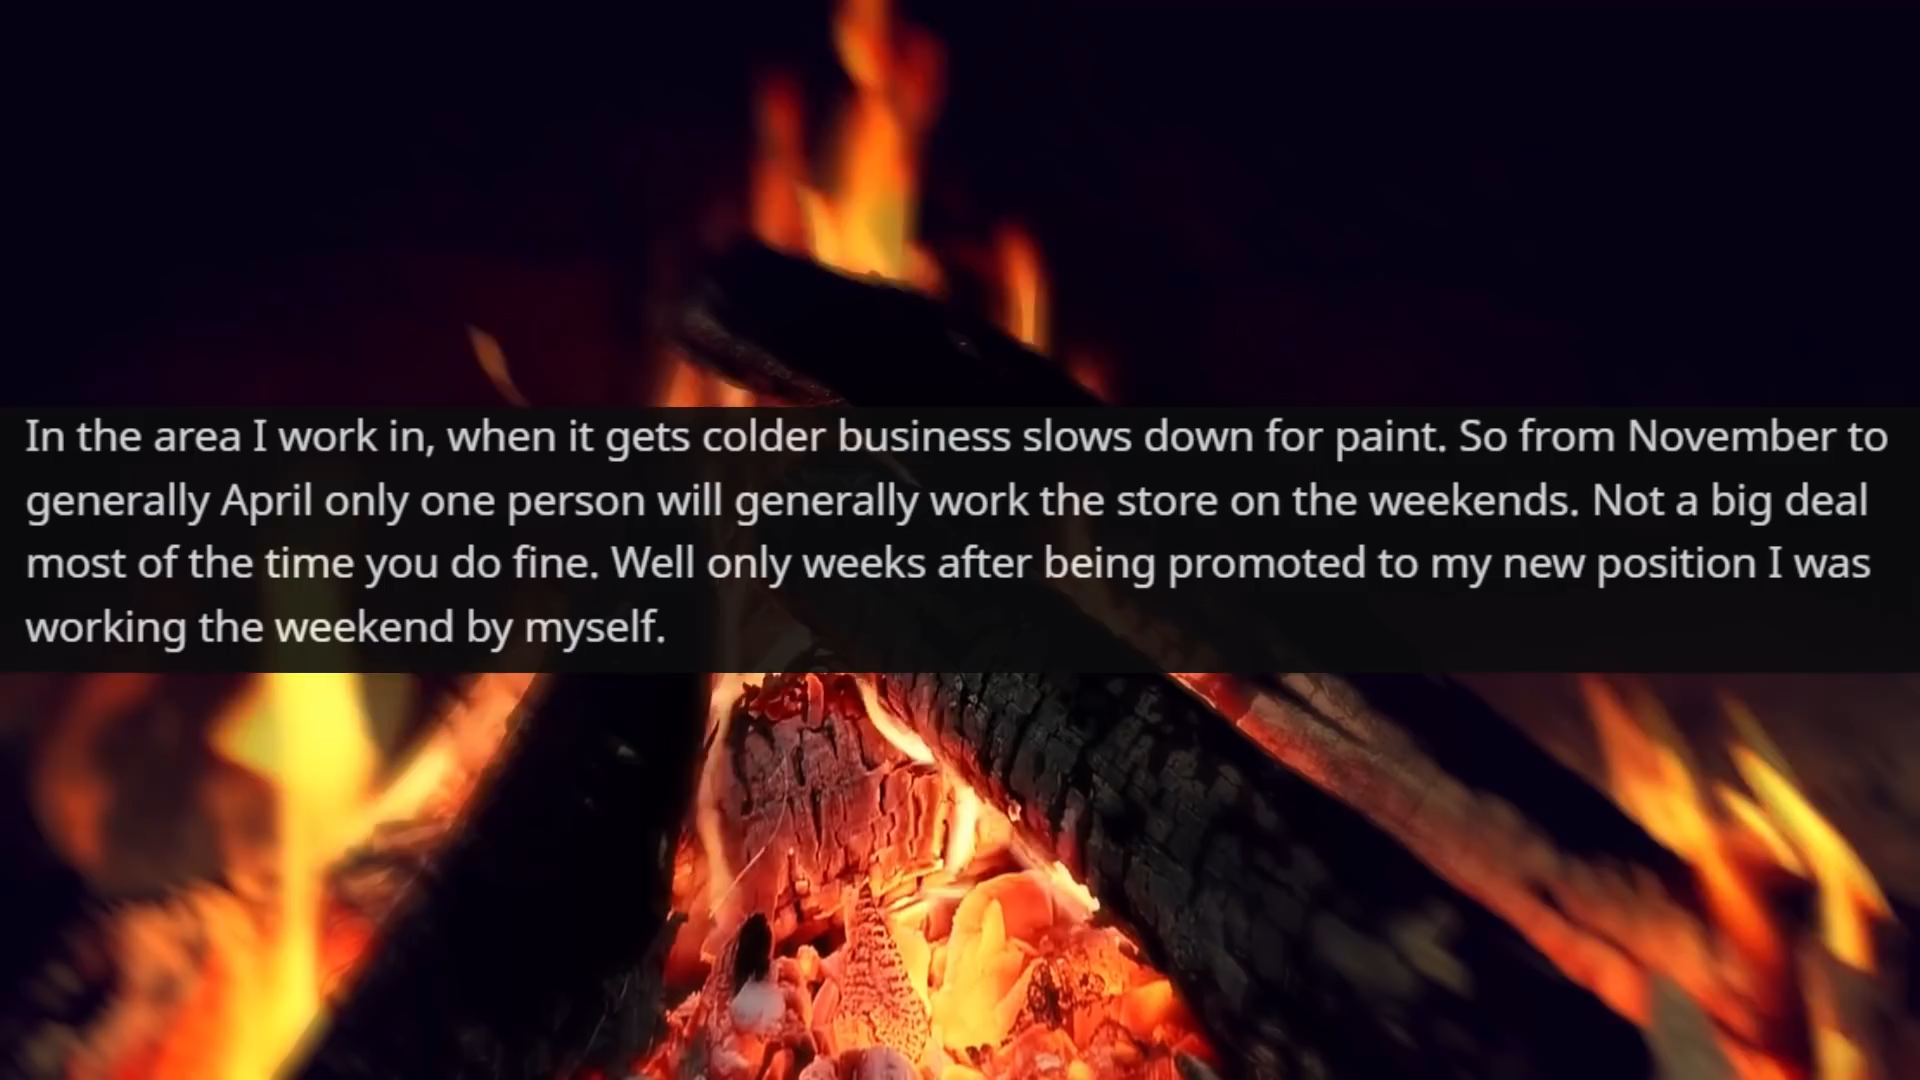 In the area I work in, when it gets colder business slows down for paint. So from November to
generally April only one person will generally work the store on the weekends. Not a big deal
most of the time you do fine. Well only weeks after being promoted to my new position I was
working the weekend by myself.